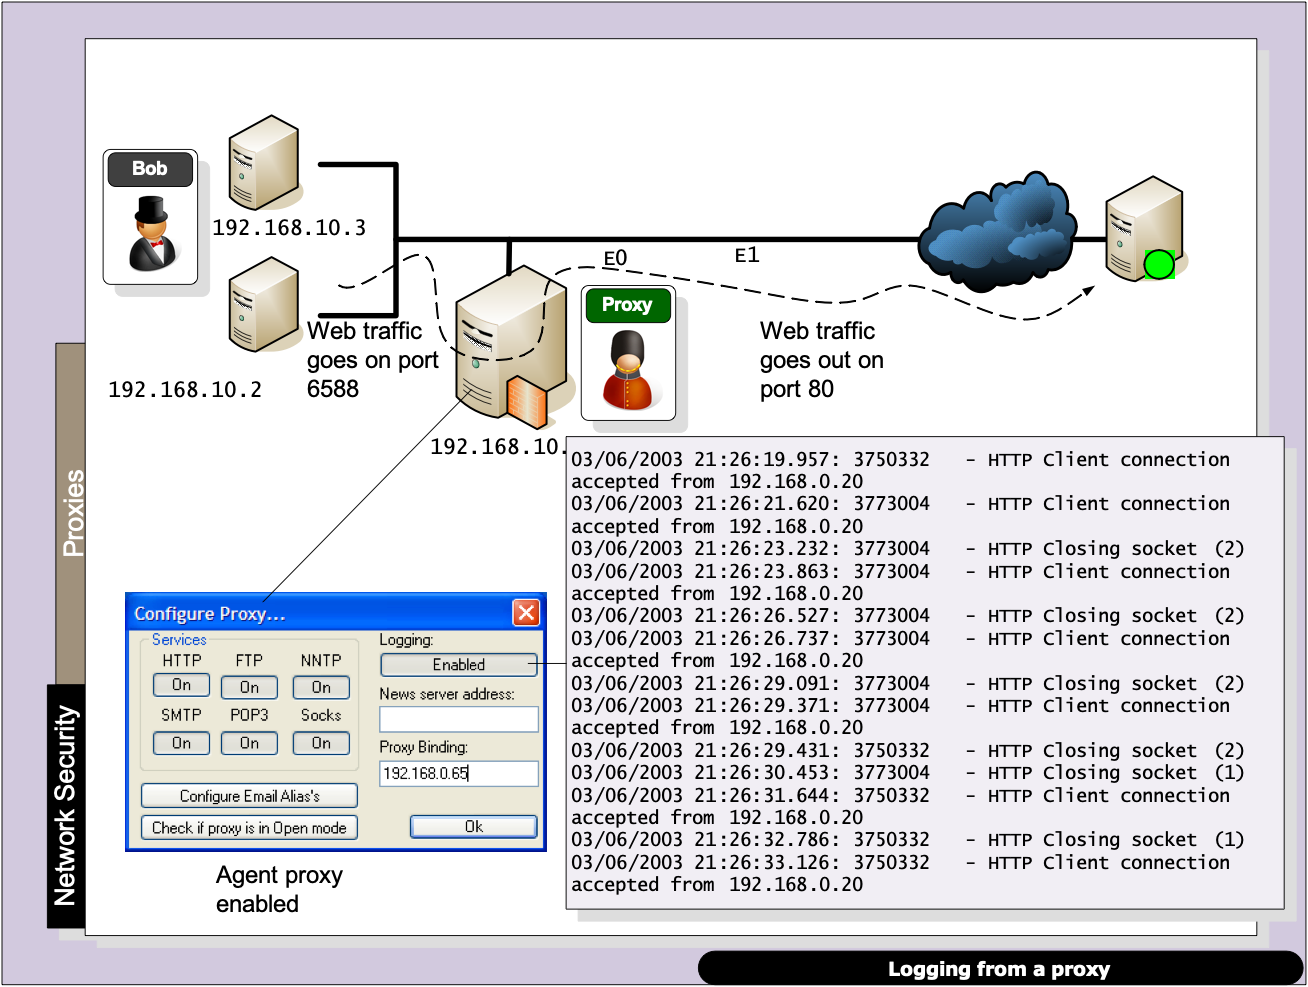 Bob
192.168.10.3
E0
E1
Proxy
Web traffic
goes on port
6588
Web traffic
goes out on
port 80
192.168.10.2
192.168.10.
03/06/2003 21:26:19.957: 3750332 - HTTP Client connection
accepted from 192.168.0.20
03/06/2003 21:26:21.620: 3773004 - HTTP Client connection
accepted from 192.168.0.20
03/06/2003 21:26:23.232: 3773004 - HTTP Closing socket (2)
03/06/2003 21:26:23.863: 3773004 - HTTP Client connection
accepted from 192.168.0.20
03/06/2003 21:26:26.527: 3773004 - HTTP Closing socket (2)
03/06/2003 21:26:26.737: 3773004 - HTTP Client connection
accepted from 192.168.0.20
03/06/2003 21:26:29.091: 3773004 - HTTP Closing socket (2)
03/06/2003 21:26:29.371: 3773004 - HTTP Client connection
accepted from 192.168.0.20
03/06/2003 21:26:29.431: 3750332 - HTTP Closing socket (2)
03/06/2003 21:26:30.453: 3773004 - HTTP Closing socket (1)
03/06/2003 21:26:31.644: 3750332 - HTTP Client connection
accepted from 192.168.0.20
03/06/2003 21:26:32.786: 3750332 - HTTP Closing socket (1)
03/06/2003 21:26:33.126: 3750332 - HTTP Client connection
accepted from 192.168.0.20
Configure Proxy...
Services
HTTP FTP NNTP
On On On
SMTP POP3 Socks
On On On
Configure Email Alias's
Check if proxy is in Open mode
Logging:
Enabled
News server address:
Proxy Binding:
192.168.0.65
Ok
Agent proxy
enabled
Proxies
Network Security
Logging from a proxy